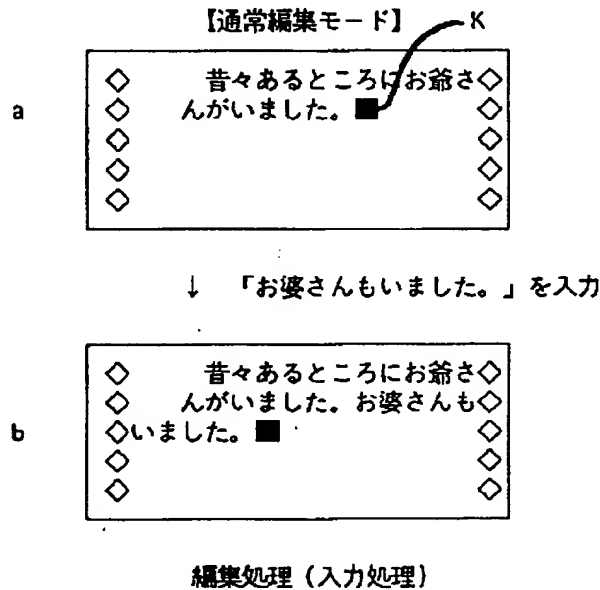 【通常編集モード】
K
a
◇ 昔々あるところにお爺さ◇
◇ んがいました。■ ◇
◇ ◇
◇ ◇
◇ ◇
↓ 「お婆さんもいました。」を入力
b
◇ 昔々あるところにお爺さ◇
◇ んがいました。お婆さんも◇
◇いました。■ ◇
◇ ◇
◇ ◇
編集処理(入力処理)